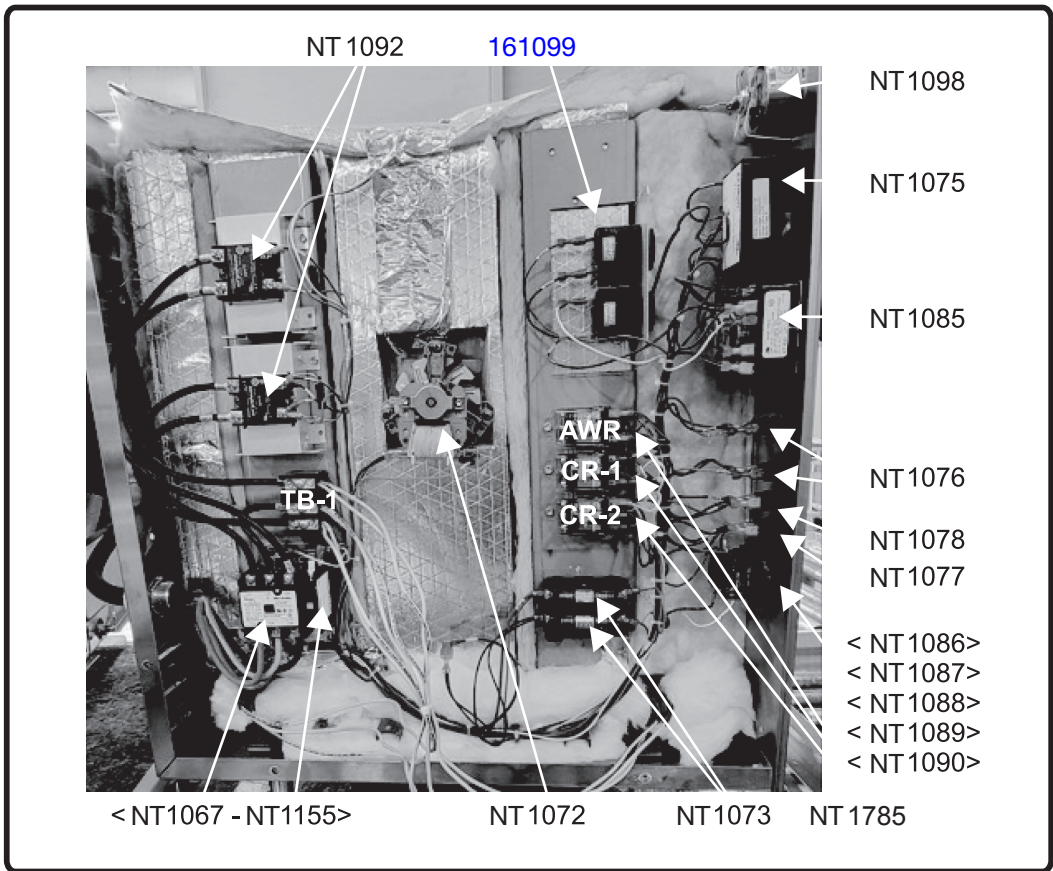 NT 1092
161099
NT 1098
NT 1075
NT 1085
AWR
CR-1
NT 1076
TB-1
CR-2
NT 1078
NT 1077
< NT 1086>
< NT 1087>
< NT 1088>
< NT 1089>
< NT 1090>
< NT1067 - NT1155>
NT 1072
NT 1073
NT 1785